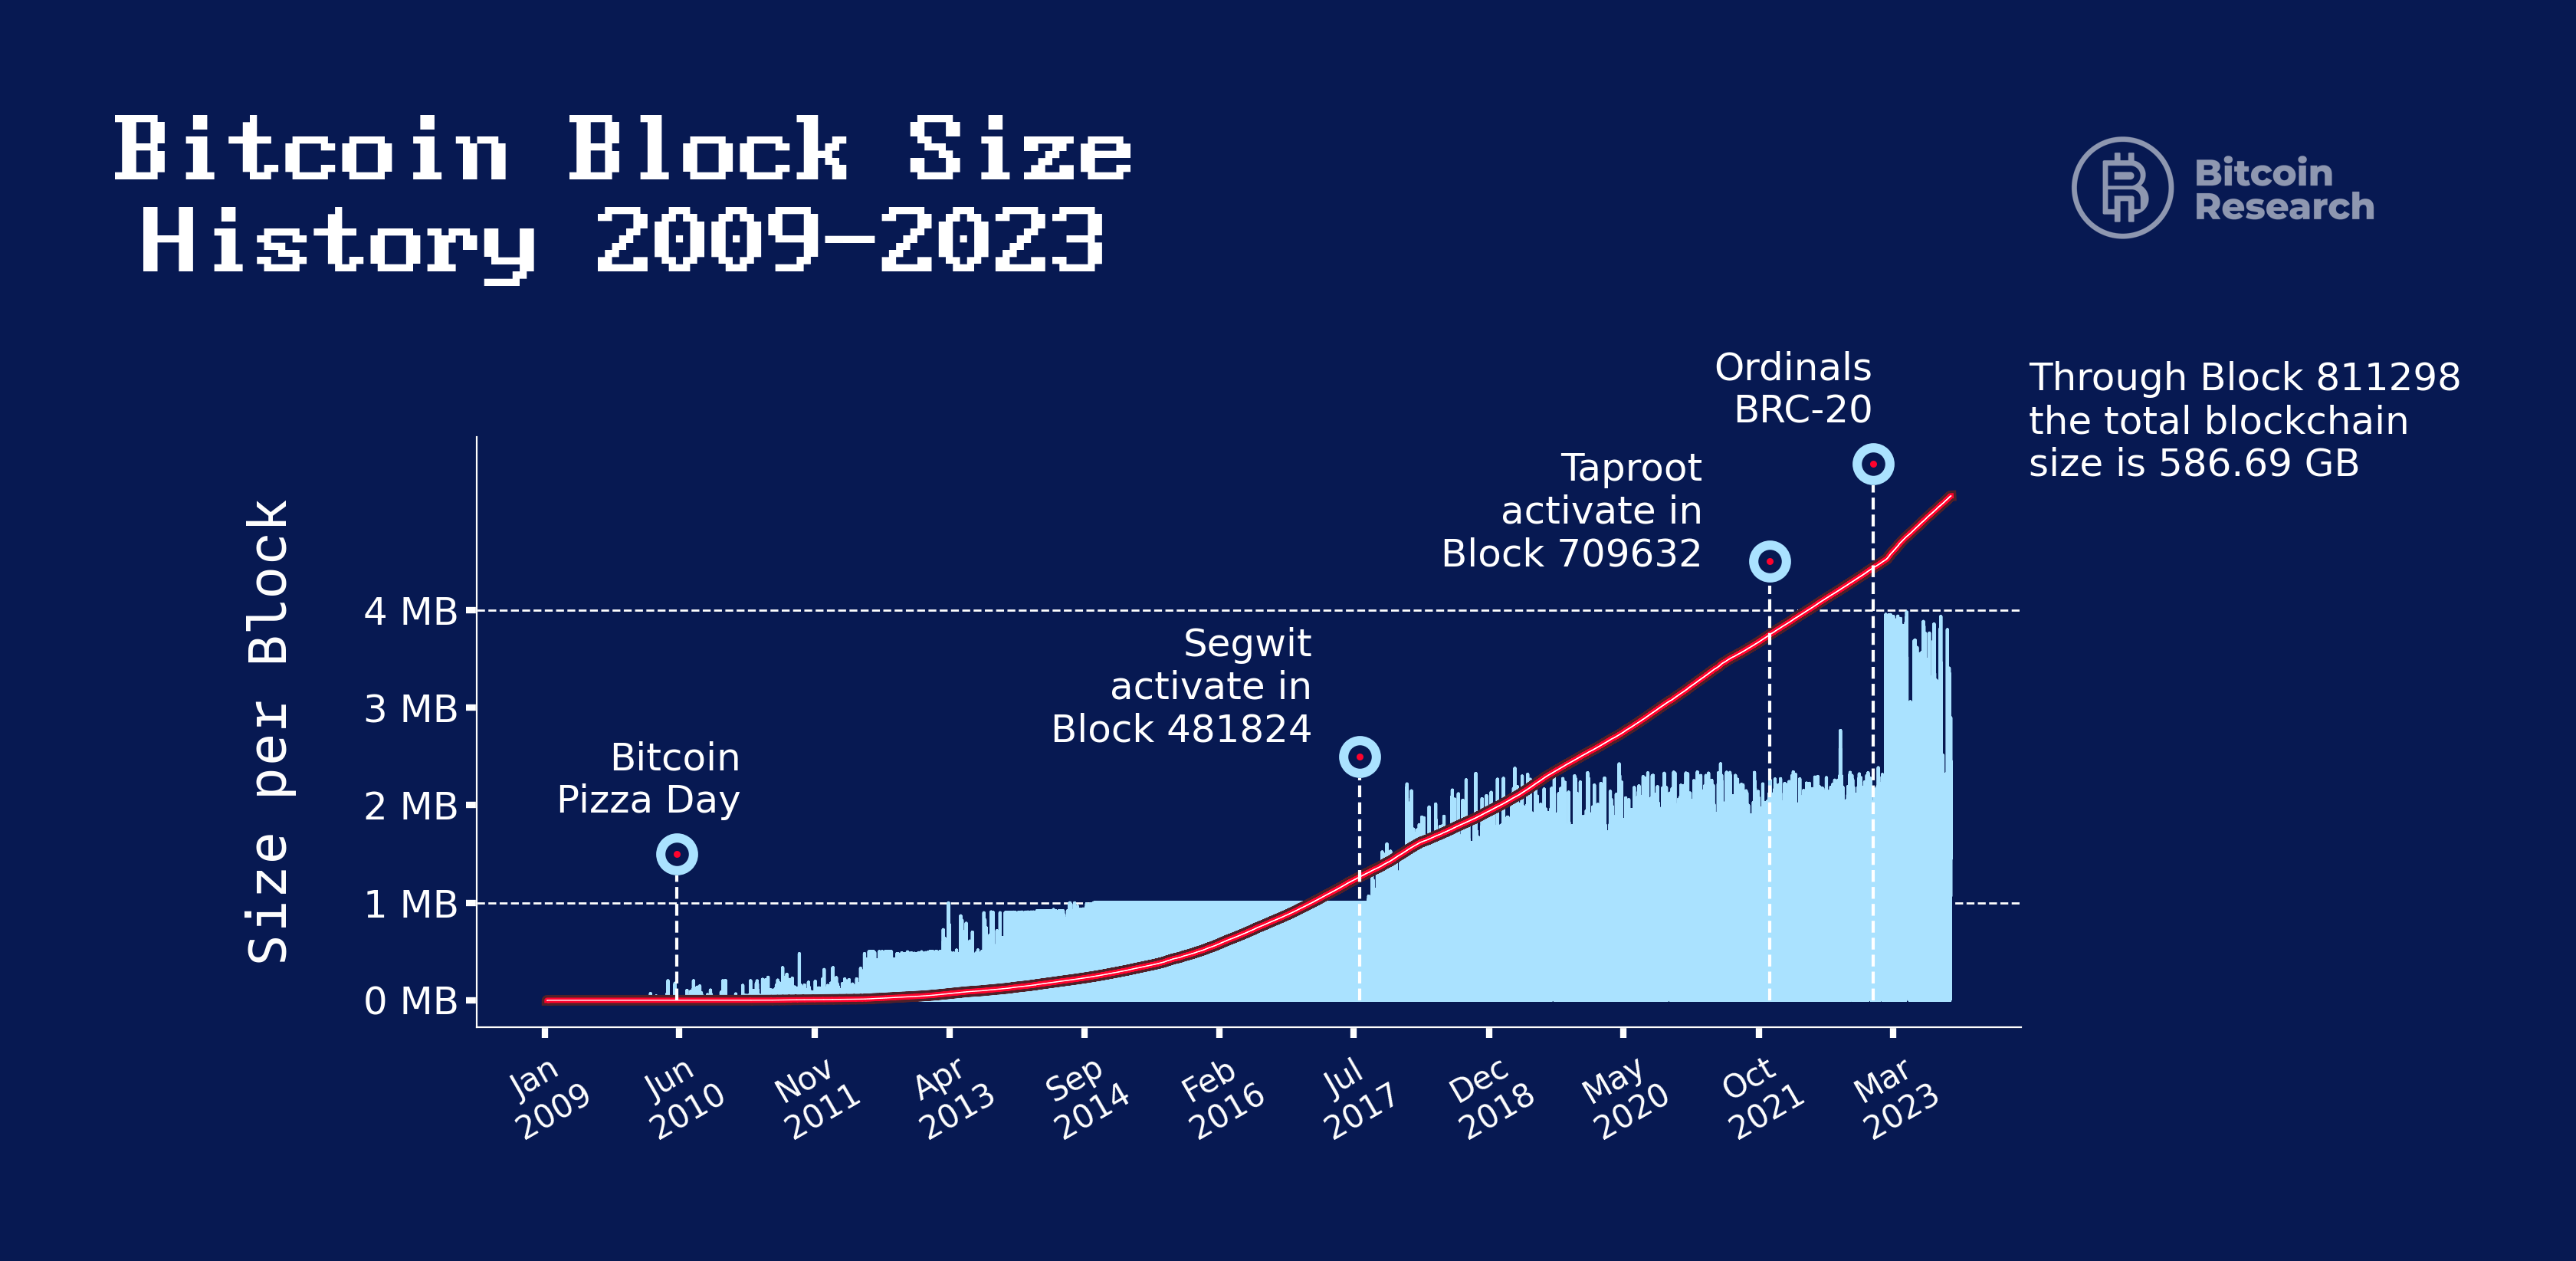 Bitcoin Block Size
History 2009–2023
Bitcoin
Research
Ordinals
BRC-20
Through Block 811298
the total blockchain
size is 586.69 GB
Taproot
activate in
Block 709632
Segwit
activate in
Block 481824
Bitcoin
Pizza Day
Size per Block
4 MB
3 MB
2 MB
1 MB
0 MB
Jan
2009
Jun
2010
Nov
2011
Apr
2013
Sep
2014
Feb
2016
Jul
2017
Dec
2018
May
2020
Oct
2021
Mar
2023